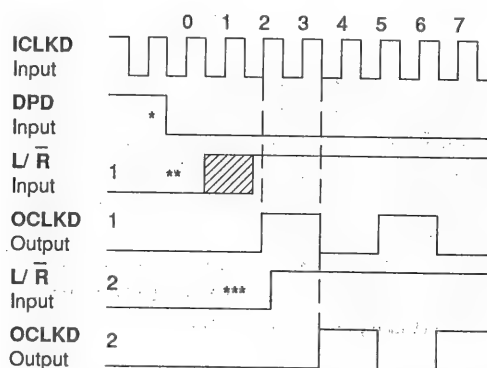 0 1 2 3 4 5 6 7
ICLKD
Input
DPD
Input
*
L/ R̅
Input
1
**
OCLKD
Output
1
L/ R̅
Input
2
***
OCLKD
Output
2